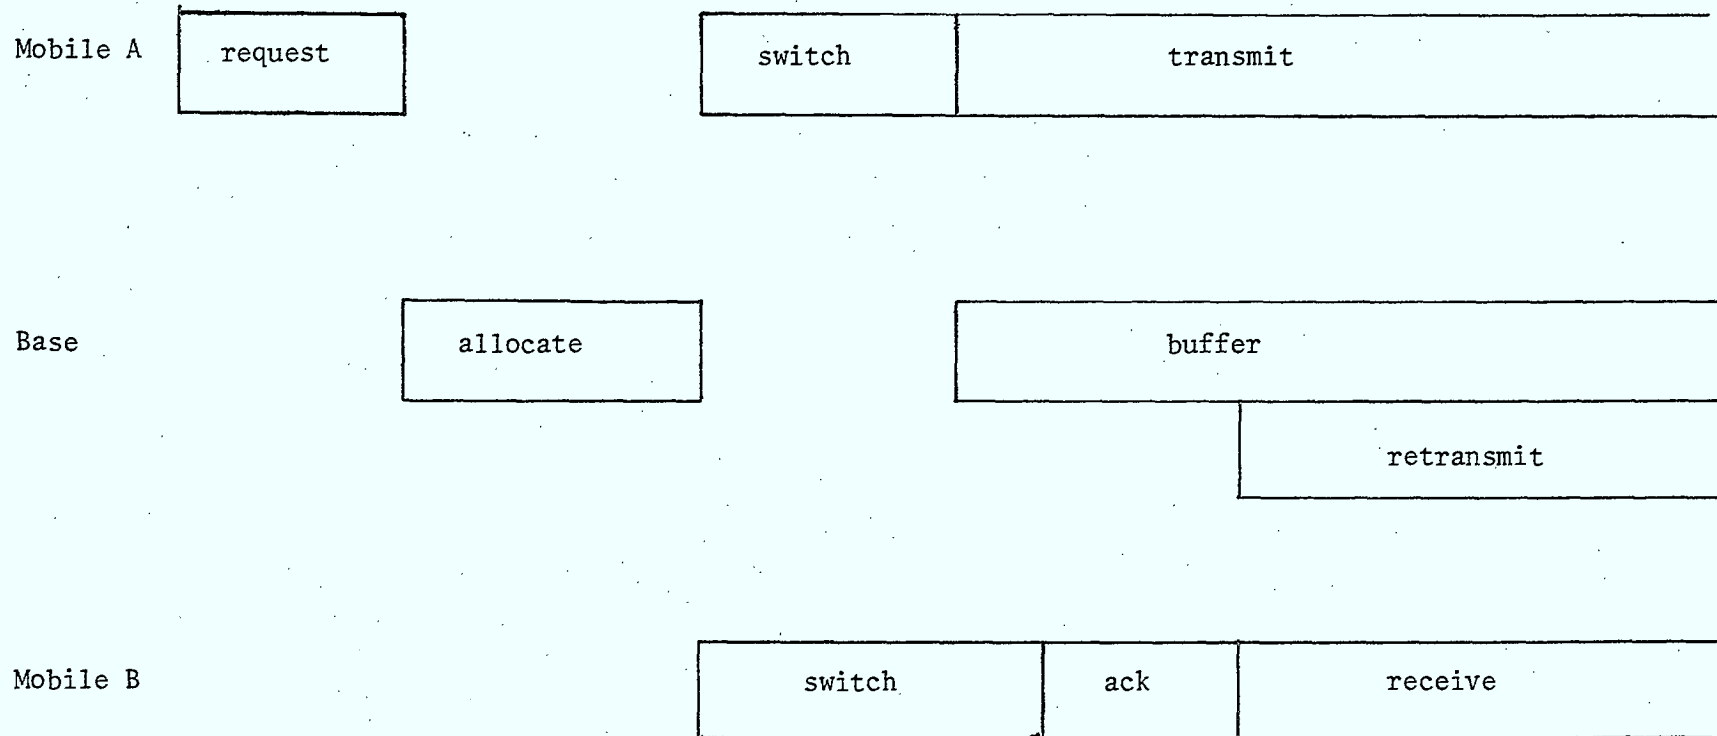 Mobile A request switch transmit
Base allocate buffer
retransmit
Mobile B switch ack receive